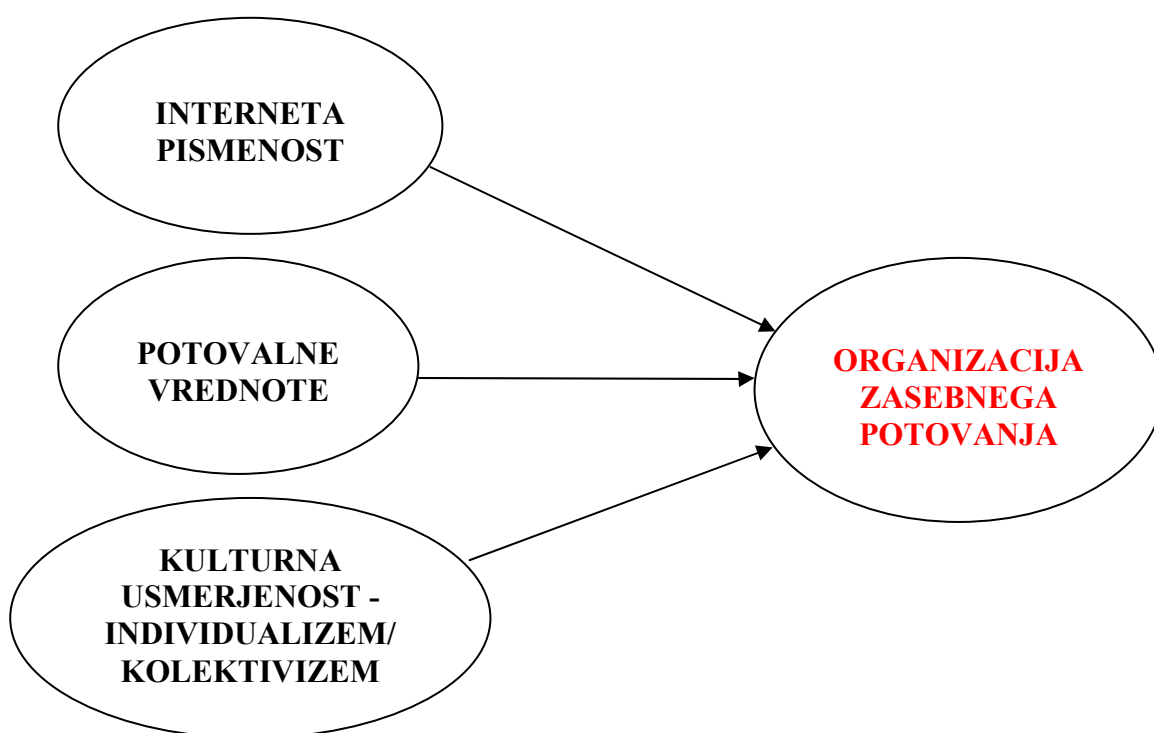 INTERNETA
PISMENOST
POTOVALNE
VREDNOTE
ORGANIZACIJA
ZASEBNEGA
POTOVANJA
KULTURNA
USMERJENOST -
INDIVIDUALIZEM/
KOLEKTIVIZEM